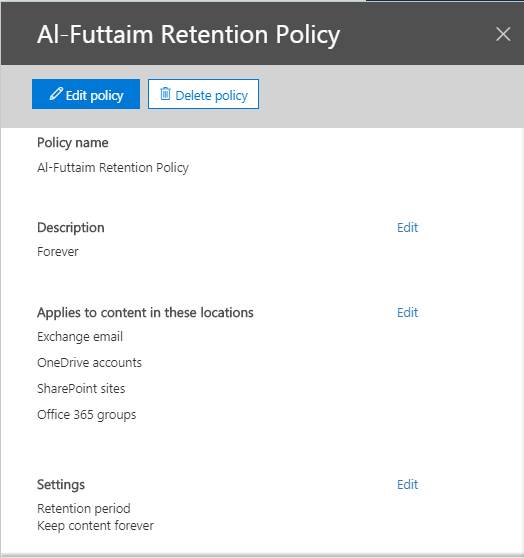 Al-Futtaim Retention Policy
Edit policy Delete policy
Policy name
Al-Futtaim Retention Policy
Description Edit
Forever
Applies to content in these locations Edit
Exchange email
OneDrive accounts
SharePoint sites
Office 365 groups
Settings Edit
Retention period
Keep content forever